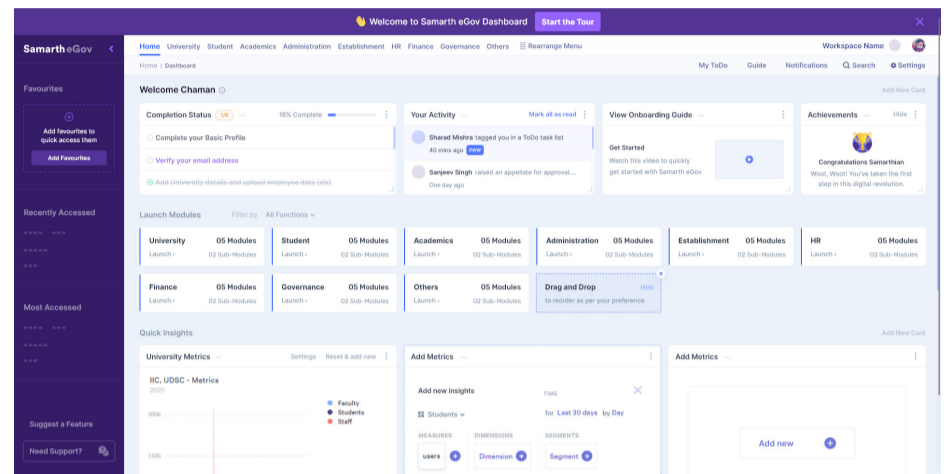 👋 Welcome to Samarth eGov Dashboard Start the Tour
Samarth eGov
Home University Student Academics Administration Establishment HR Finance Governance Others Rearrange Menu
Workspace Name
Home / Dashboard
My ToDo Guide Notifications Search Settings
Favourites
Add favourites to
quick access them
Add Favourites
Recently Accessed
Most Accessed
Suggest a Feature
Need Support?
Welcome Chaman
Add New Card
Completion Status 1/6
16% Complete
Complete your Basic Profile
Verify your email address
Add University details and upload employee data (xls)
Your Activity
Mark all as read
Sharad Mishra tagged you in a ToDo task list
40 mins ago new
Sanjeev Singh raised an appellate for approval...
One day ago
View Onboarding Guide
Get Started
Watch this video to quickly
get started with Samarth eGov
Achievements
Hide
Congratulations Samarthian
Woot, Woot! You've taken the first
step in this digital revolution.
Launch Modules
Filter by All Functions
University 05 Modules
Launch 02 Sub-Modules
Student 05 Modules
Launch 02 Sub-Modules
Academics 05 Modules
Launch 02 Sub-Modules
Administration 05 Modules
Launch 02 Sub-Modules
Establishment 05 Modules
Launch 02 Sub-Modules
HR 05 Modules
Launch 02 Sub-Modules
Finance 05 Modules
Launch 02 Sub-Modules
Governance 05 Modules
Launch 02 Sub-Modules
Others 05 Modules
Launch 02 Sub-Modules
Drag and Drop Hint
to reorder as per your preference
Quick Insights
Add New Card
University Metrics
Settings Reset & add new
IIC, UDSC - Metrics
2020
Faculty
Students
Staff
Add Metrics
Add new insights
TIME
Students
for Last 30 days by Day
MEASURES DIMENSIONS SEGMENTS
users Dimension Segment
Add Metrics
Add new